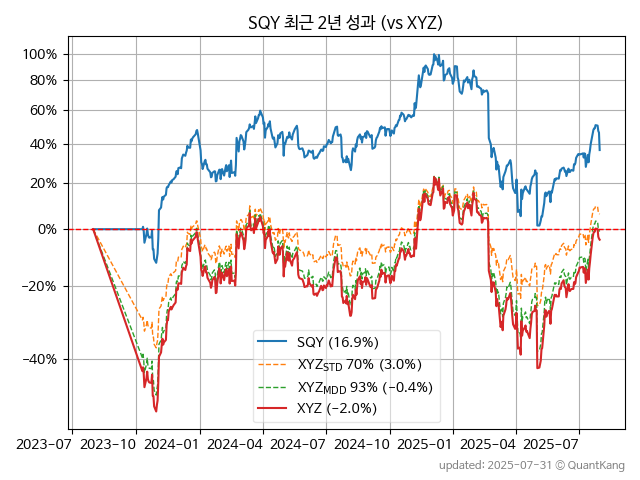 SQY 최근 2년 성과 (vs XYZ)
100%
80%
60%
40%
20%
0%
−20%
−40%
SQY (16.9%)
XYZSTD 70% (3.0%)
XYZMDD 93% (−0.4%)
XYZ (−2.0%)
2023-07 2023-10 2024-01 2024-04 2024-07 2024-10 2025-01 2025-04 2025-07
updated: 2025-07-31 © QuantKang